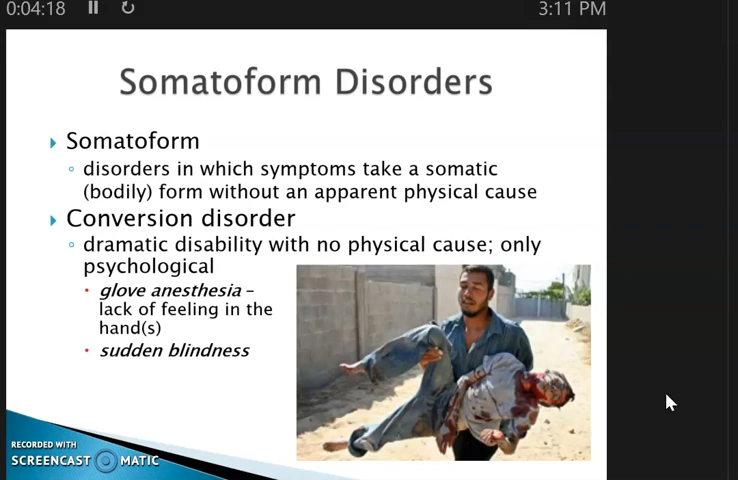 0:04:18
3:11 PM
Somatoform Disorders
Somatoform
disorders in which symptoms take a somatic
(bodily) form without an apparent physical cause
Conversion disorder
dramatic disability with no physical cause; only
psychological
glove anesthesia –
lack of feeling in the
hand(s)
sudden blindness
RECORDED WITH
SCREENCAST MATIC